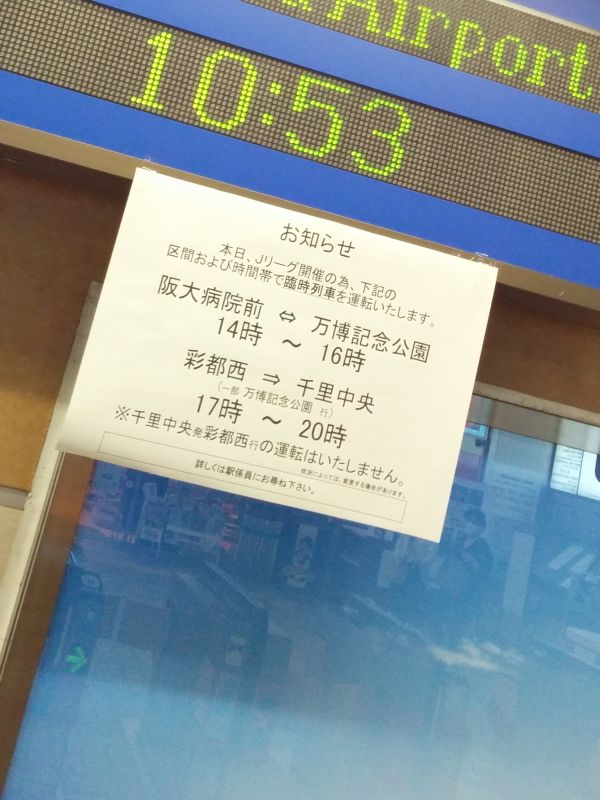 Airport
10:53
お知らせ
本日、Jリーグ開催の為、下記の
区間および時間帯で臨時列車を運転いたします。
阪大病院前 ⇔ 万博記念公園
14時 ～ 16時
彩都西 ⇒ 千里中央
（一部 万博記念公園 行）
17時 ～ 20時
※千里中央発彩都西行の運転はいたしません。
状況によっては、変更する場合があります。
詳しくは駅係員にお尋ね下さい。